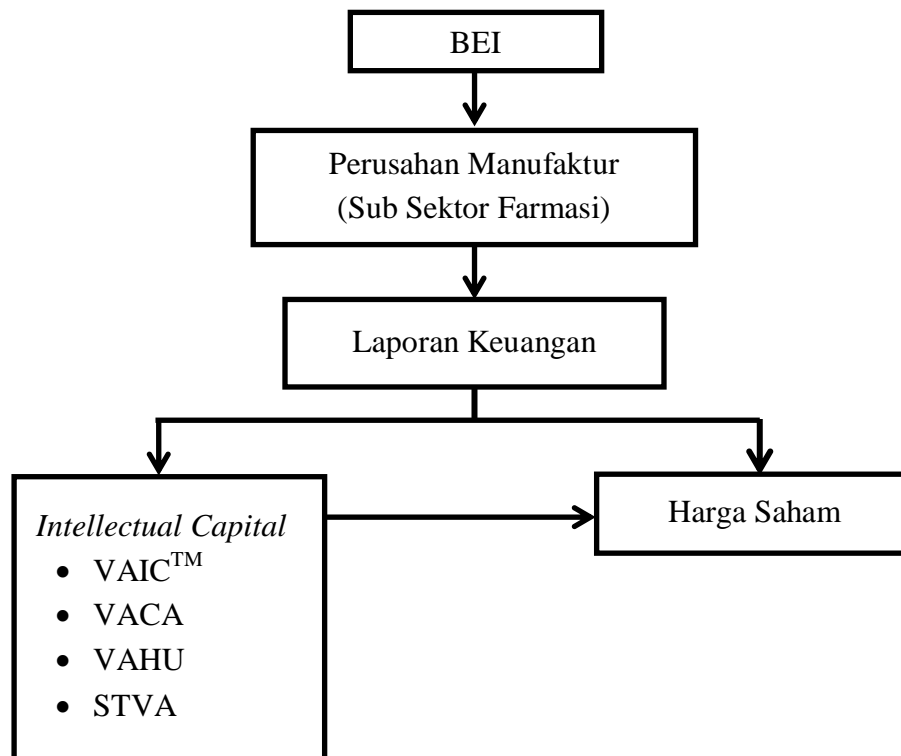 BEI
Perusahan Manufaktur
(Sub Sektor Farmasi)
Laporan Keuangan
Intellectual Capital
• VAIC™
• VACA
• VAHU
• STVA
Harga Saham